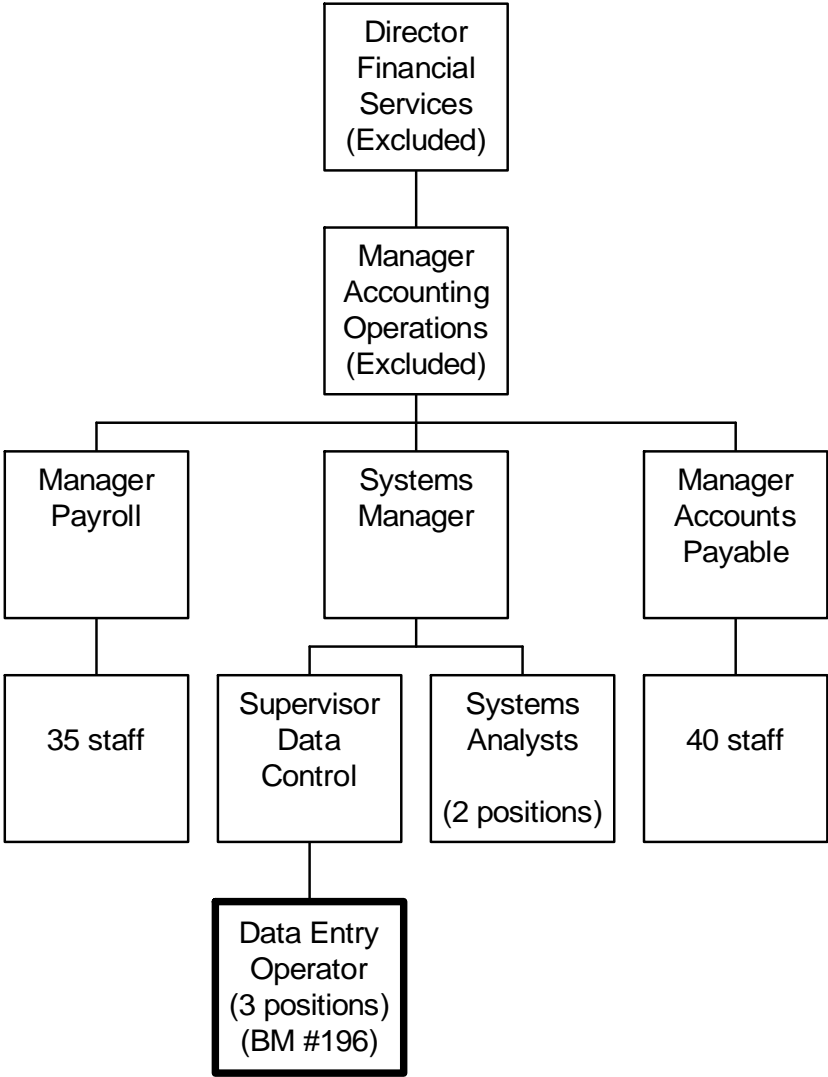 Director
Financial
Services
(Excluded)
Manager
Accounting
Operations
(Excluded)
Manager
Payroll
Systems
Manager
Manager
Accounts
Payable
35 staff
Supervisor
Data
Control
Systems
Analysts
(2 positions)
40 staff
Data Entry
Operator
(3 positions)
(BM #196)